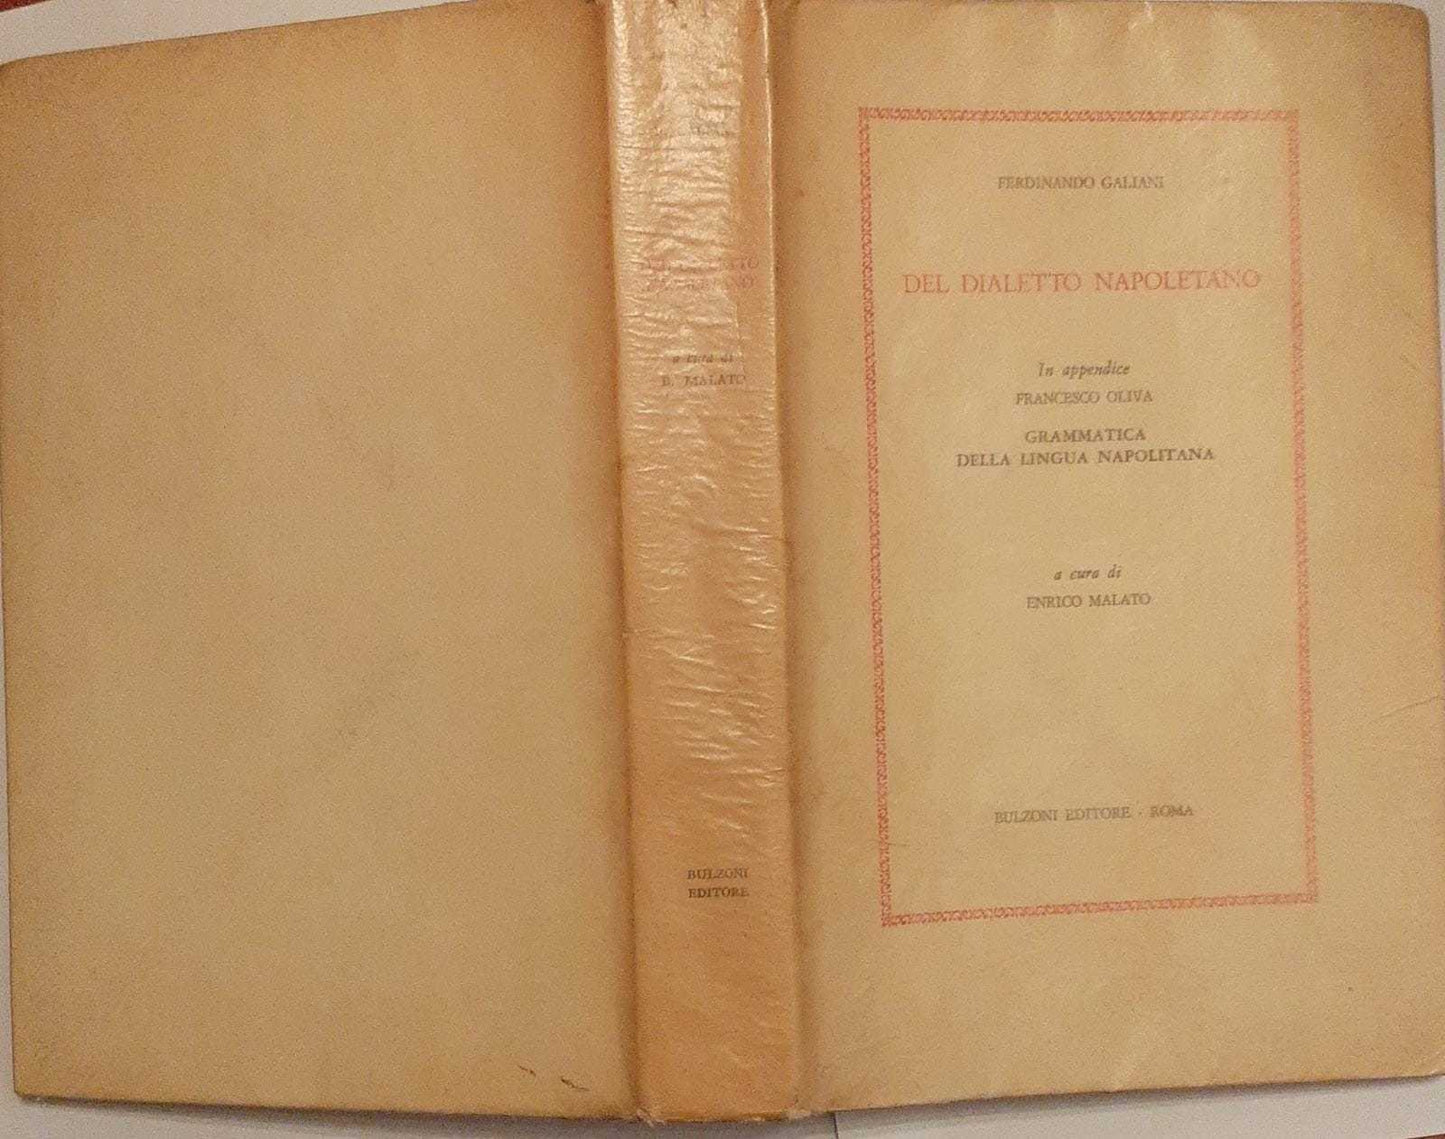 a cura di
E. MALATO
BULZONI
EDITORE
FERDINANDO GALIANI
DEL DIALETTO NAPOLETANO
In appendice
FRANCESCO OLIVA
GRAMMATICA
DELLA LINGUA NAPOLITANA
a cura di
ENRICO MALATO
BULZONI EDITORE · ROMA